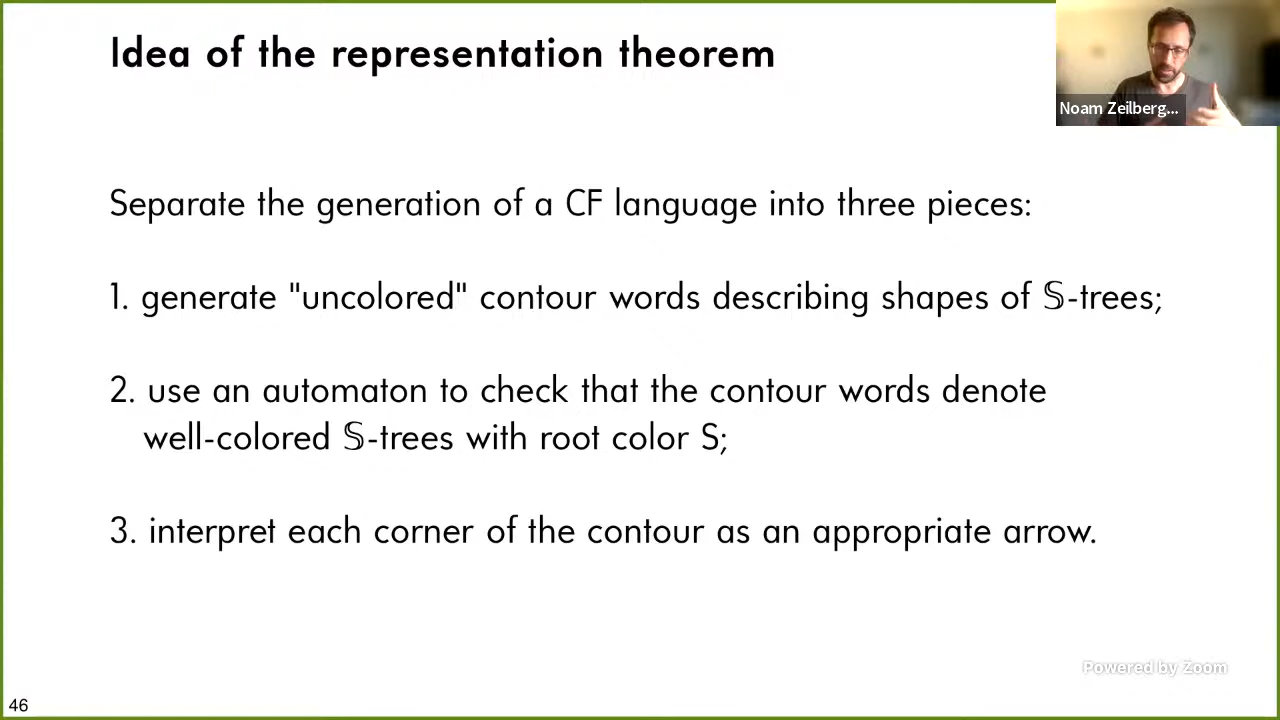 Idea of the representation theorem
Noam Zeilberg...
Separate the generation of a CF language into three pieces:
1. generate "uncolored" contour words describing shapes of 𝕊-trees;
2. use an automaton to check that the contour words denote
well-colored 𝕊-trees with root color S;
3. interpret each corner of the contour as an appropriate arrow.
Powered by Zoom
46